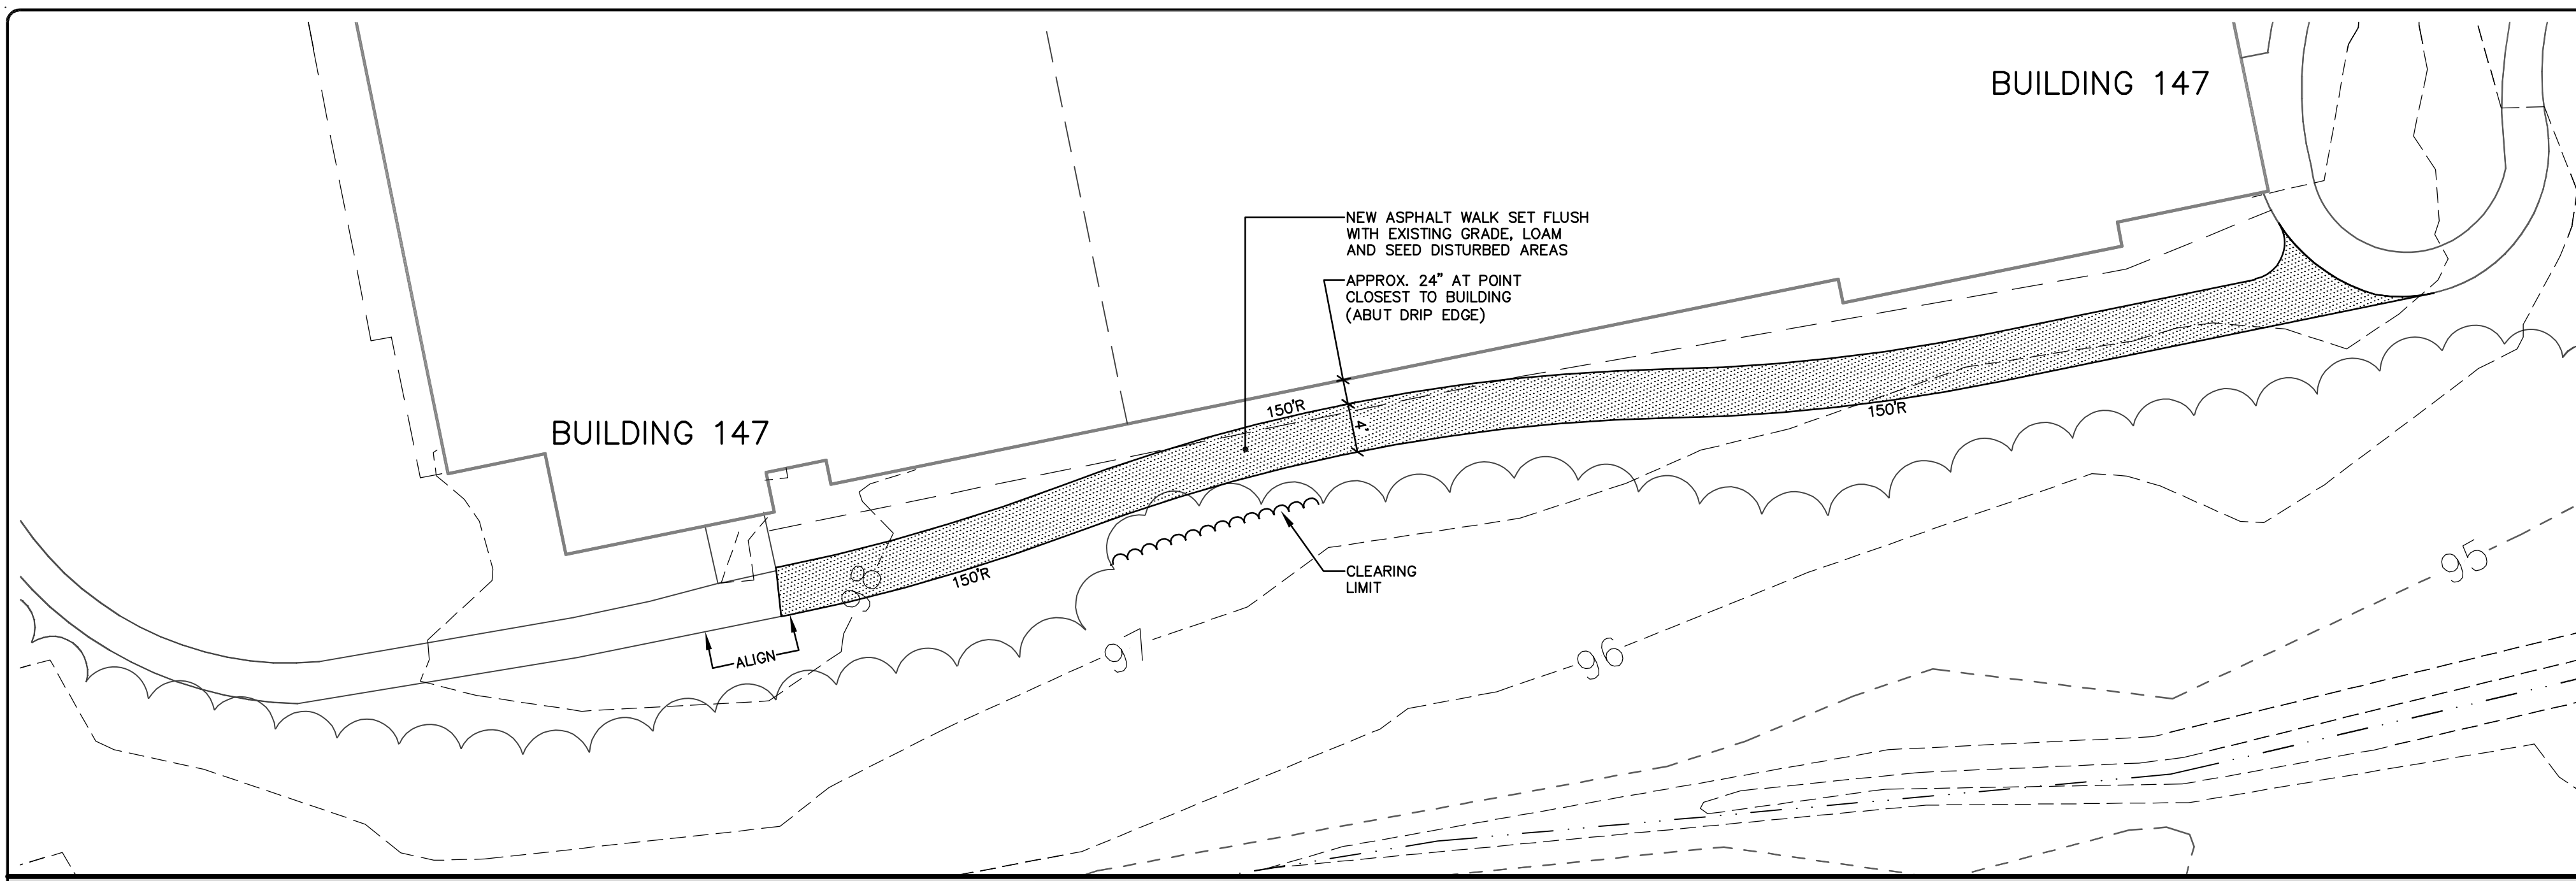 BUILDING 147
NEW ASPHALT WALK SET FLUSH
WITH EXISTING GRADE, LOAM
AND SEED DISTURBED AREAS
APPROX. 24" AT POINT
CLOSEST TO BUILDING
(ABUT DRIP EDGE)
150'R
4'
150'R
BUILDING 147
150'R
98
CLEARING
LIMIT
ALIGN
97
96
95